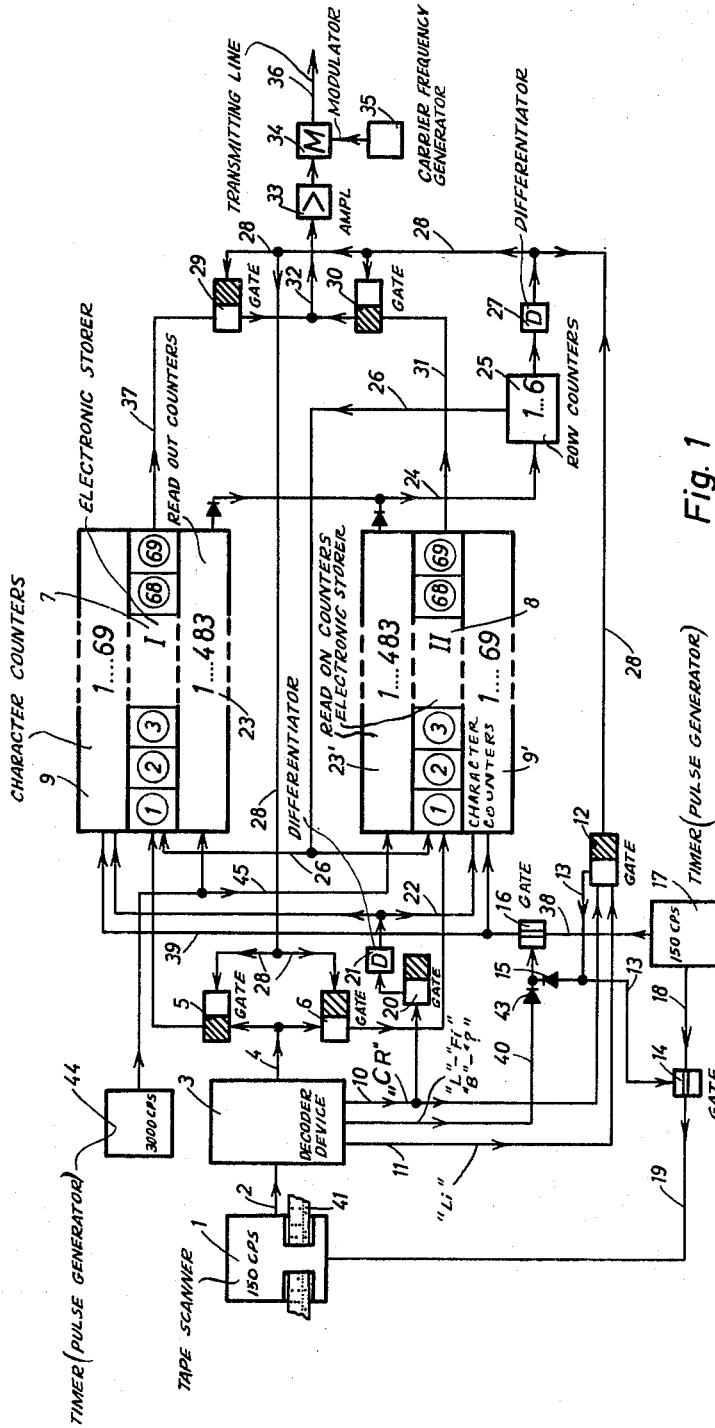 CHARACTER COUNTERS
ELECTRONIC STORER
READ OUT COUNTERS
TRANSMITTING LINE
MODULATOR
CARRIER FREQUENCY
GENERATOR
AMPL
DIFFERENTIATOR
ROW COUNTERS
TIMER (PULSE GENERATOR)
TAPE SCANNER
9
1....69
7
1 2 3 I 68 69
1....483
23
37
29
GATE
28
32
30
GATE
33
34
M
36
35
28
27
D
25
1...6
26
31
24
44
3000 CPS
45
26
28
DIFFERENTIATOR
1....483
23'
READ ON COUNTERS
ELECTRONIC STORER
1 2 3 II 68 69
8
CHARACTER
COUNTERS
1....69
9'
39
22
21
D
20
GATE
5
GATE
28
6
GATE
4
3
DECODER
DEVICE
2
1
150 CPS
41
10
"CR"
"L"-"Fi"
"B"-"?"
11
"Li"
40
43
15
16
GATE
38
13
13
12
GATE
28
14
GATE
18
19
17
150 CPS
TIMER (PULSE GENERATOR)
Fig. 1